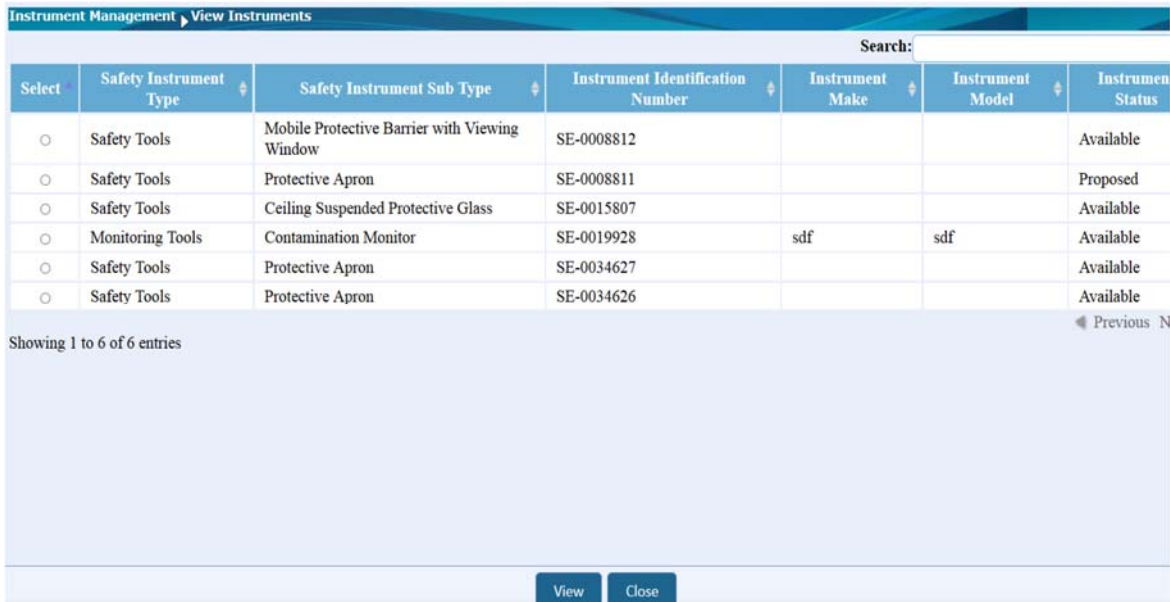 Instrument Management View Instruments
Search:
Select Safety Instrument Type Safety Instrument Sub Type Instrument Identification Number Instrument Make Instrument Model Instrumen Status
Safety Tools Mobile Protective Barrier with Viewing Window SE-0008812 Available
Safety Tools Protective Apron SE-0008811 Proposed
Safety Tools Ceiling Suspended Protective Glass SE-0015807 Available
Monitoring Tools Contamination Monitor SE-0019928 sdf sdf Available
Safety Tools Protective Apron SE-0034627 Available
Safety Tools Protective Apron SE-0034626 Available
Previous N
Showing 1 to 6 of 6 entries
View Close